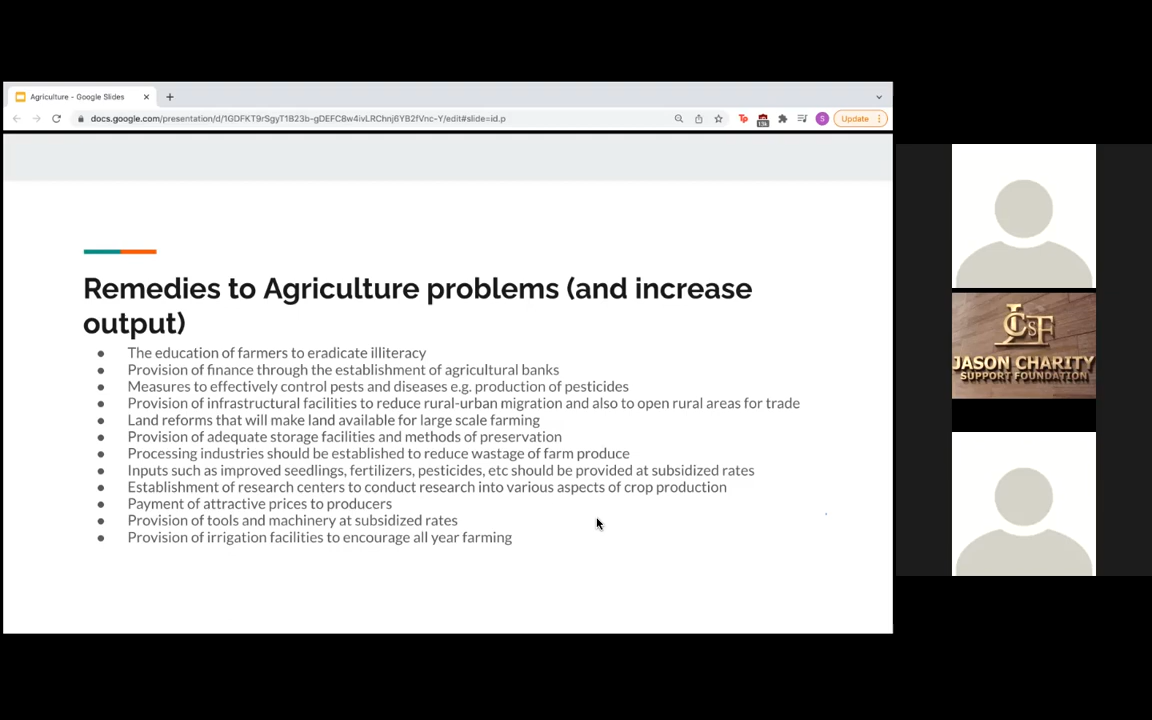 Agriculture - Google Slides
docs.google.com/presentation/d/1GDFKT9rSgyT1B23b-gDEFC8w4ivLRChnj6YB2fVnc-Y/edit#slide=id.p
Tp
S
Update
Remedies to Agriculture problems (and increase
output)
● The education of farmers to eradicate illiteracy
● Provision of finance through the establishment of agricultural banks
● Measures to effectively control pests and diseases e.g. production of pesticides
● Provision of infrastructural facilities to reduce rural-urban migration and also to open rural areas for trade
● Land reforms that will make land available for large scale farming
● Provision of adequate storage facilities and methods of preservation
● Processing industries should be established to reduce wastage of farm produce
● Inputs such as improved seedlings, fertilizers, pesticides, etc should be provided at subsidized rates
● Establishment of research centers to conduct research into various aspects of crop production
● Payment of attractive prices to producers
● Provision of tools and machinery at subsidized rates
● Provision of irrigation facilities to encourage all year farming
JCSF
JASON CHARITY
SUPPORT FOUNDATION